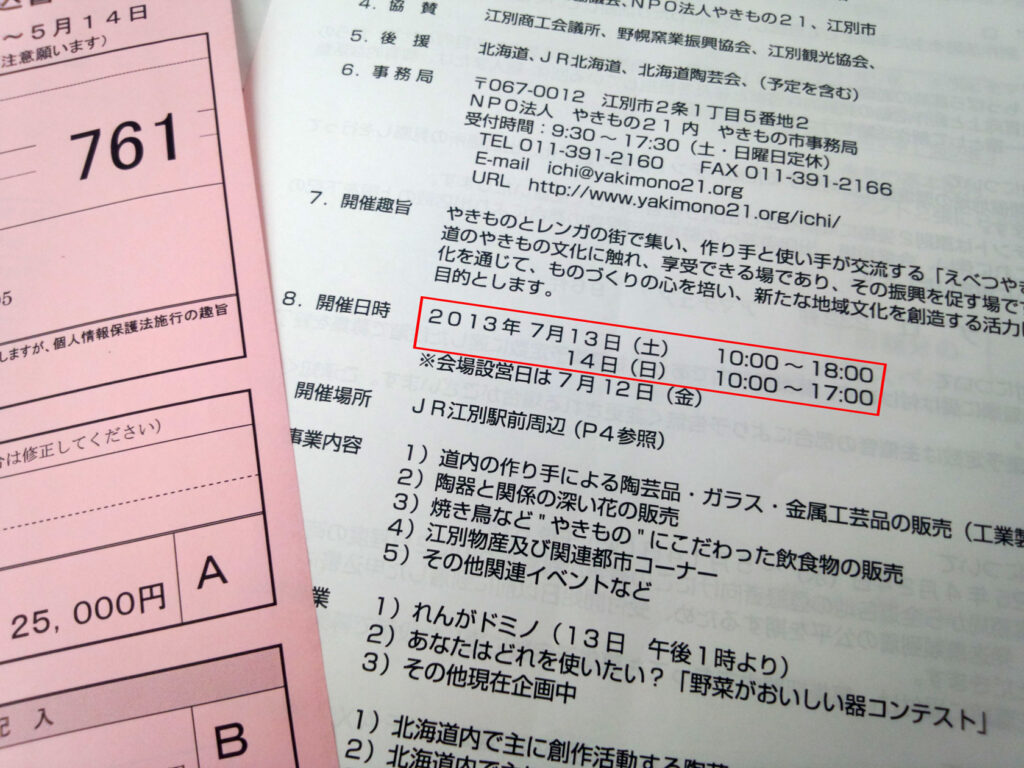 ～５月１４日
注意願います）
761
05
しますが、個人情報保護法施行の趣旨
合は修正してください）
25,000円
A
記 入
B
協議会、ＮＰＯ法人やきもの２１、江別市
４．協 賛
江別商工会議所、野幌窯業振興協会、江別観光協会、
５．後 援
北海道、ＪＲ北海道、北海道陶芸会、（予定を含む）
６．事 務 局
〒067-0012 江別市２条１丁目５番地２
ＮＰＯ法人 やきもの２１ 内 やきもの市事務局
受付時間：9:30 ～ 17:30（土・日曜日定休）
TEL 011-391-2160 FAX 011-391-2166
E-mail ichi@yakimono21.org
URL http://www.yakimono21.org/ichi/
７．開催趣旨
やきものとレンガの街で集い、作り手と使い手が交流する「えべつやき
道のやきもの文化に触れ、享受できる場であり、その振興を促す場で
化を通じて、ものづくりの心を培い、新たな地域文化を創造する活力
目的とします。
８．開催日時
２０１３年 ７月１３日（土） 10:00 ～ 18:00
１４日（日） 10:00 ～ 17:00
※会場設営日は７月１２日（金）
開催場所
ＪＲ江別駅前周辺（Ｐ４参照）
事業内容
１）道内の作り手による陶芸品・ガラス・金属工芸品の販売（工業製
２）陶器と関係の深い花の販売
３）焼き鳥など"やきもの"にこだわった飲食物の販売
４）江別物産及び関連都市コーナー
５）その他関連イベントなど
業
１）れんがドミノ（１３日 午後１時より）
２）あなたはどれを使いたい？「野菜がおいしい器コンテスト」
３）その他現在企画中
１）北海道内で主に創作活動する陶芸
２）北海道内で